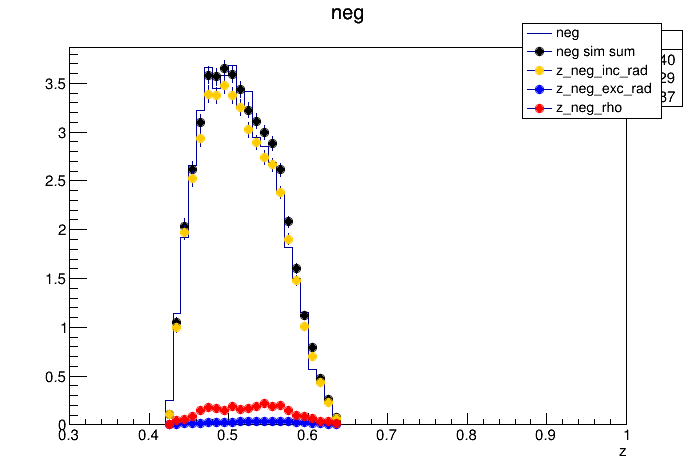 neg
neg
neg sim sum
z_neg_inc_rad
z_neg_exc_rad
z_neg_rho
40
29
37
3.5
3
2.5
2
1.5
1
0.5
0
0.3 0.4 0.5 0.6 0.7 0.8 0.9 1
z